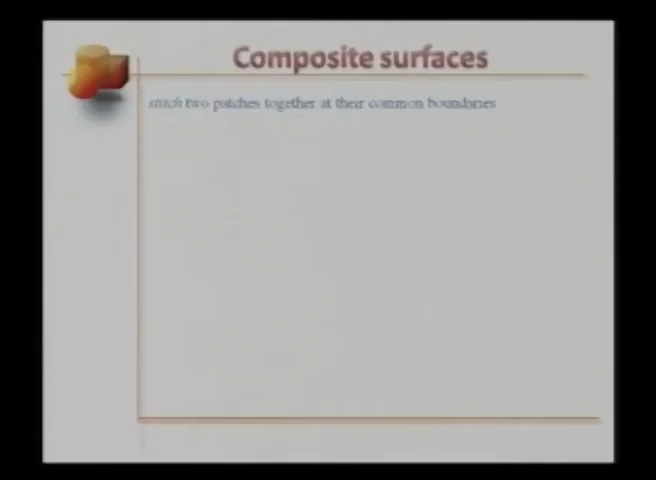 Composite surfaces
stitch two patches together at their common boundaries